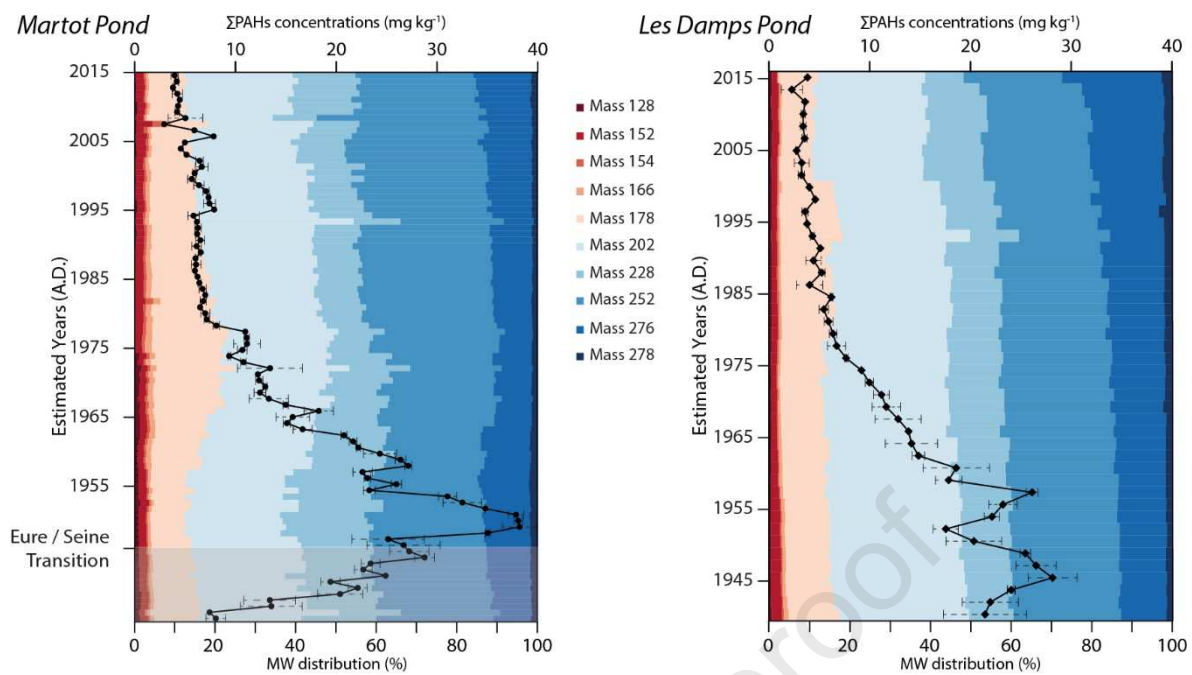 Martot Pond
ΣPAHs concentrations (mg kg⁻¹)
0 10 20 30 40
2015
2005
1995
1985
1975
1965
1955
Estimated Years (A.D.)
Eure / Seine
Transition
0 20 40 60 80 100
MW distribution (%)
Mass 128
Mass 152
Mass 154
Mass 166
Mass 178
Mass 202
Mass 228
Mass 252
Mass 276
Mass 278
Les Damps Pond
ΣPAHs concentrations (mg kg⁻¹)
0 10 20 30 40
2015
2005
1995
1985
1975
1965
1955
1945
Estimated Years (A.D.)
0 20 40 60 80 100
MW distribution (%)
proof